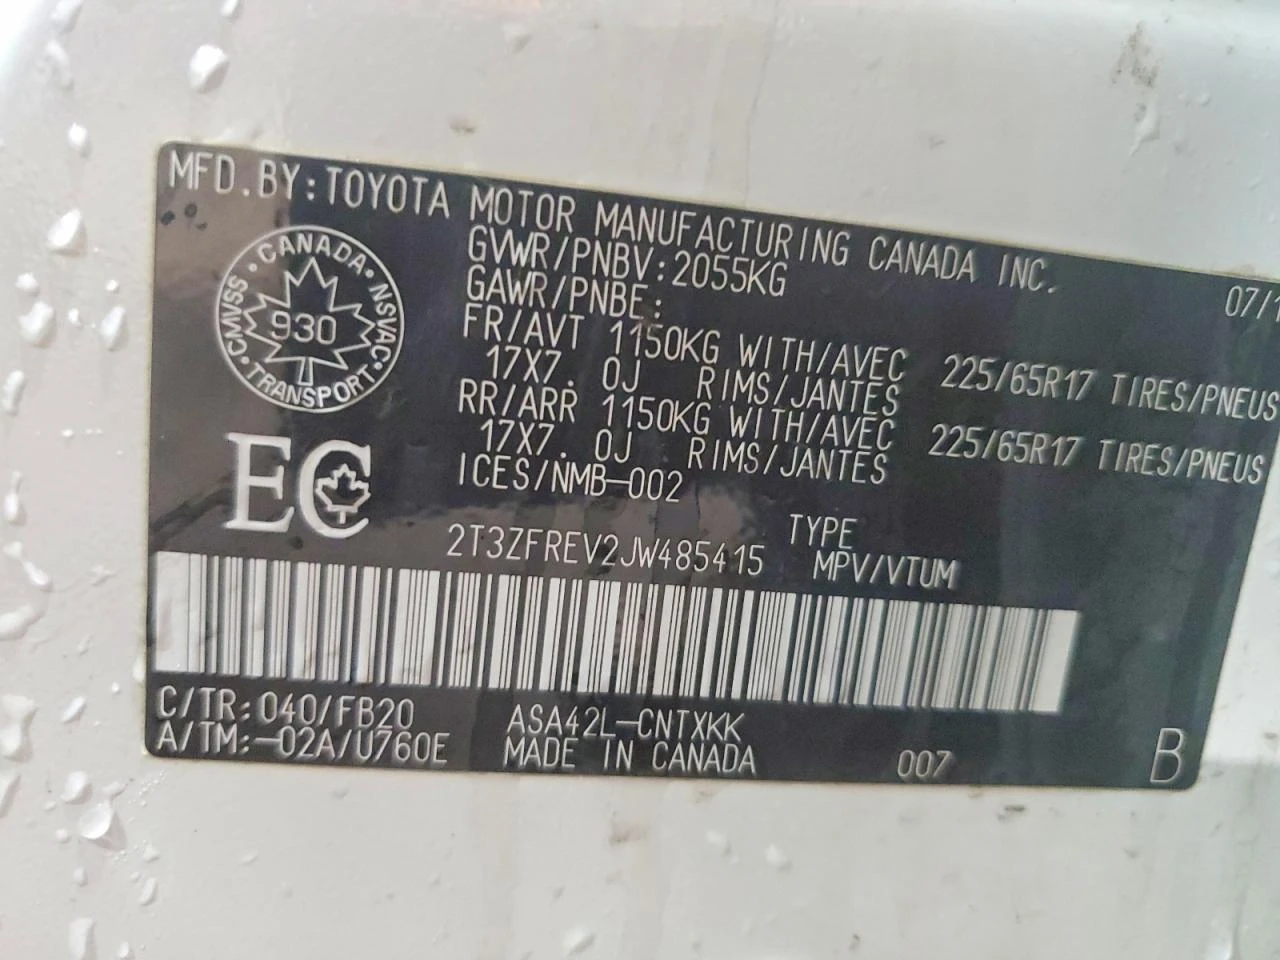 MFD.BY:TOYOTA MOTOR MANUFACTURING CANADA INC. 07/1
GVWR/PNBV:2055KG
GAWR/PNBE:
FR/AVT 1150KG WITH/AVEC 225/65R17 TIRES/PNEUS
17X7.0J RIMS/JANTES
RR/ARR 1150KG WITH/AVEC 225/65R17 TIRES/PNEUS
17X7.0J RIMS/JANTES
ICES/NMB-002
CANADA · NSVAC · TRANSPORT · CMVSS ·
930
EC
2T3ZFREV2JW485415 TYPE
MPV/VTUM
C/TR:040/FB20 ASA42L-CNTXKK
A/TM:-02A/U760E MADE IN CANADA 007 B